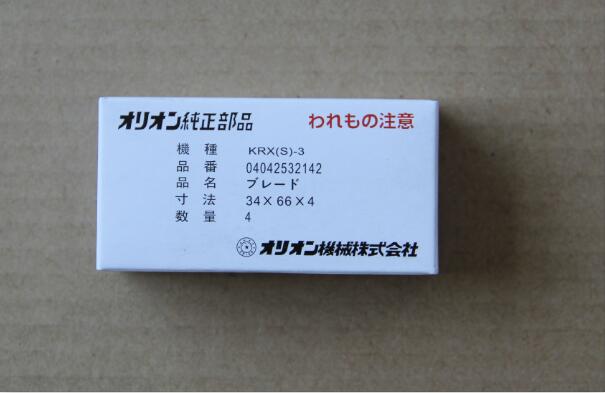 オリオン純正部品 われもの注意
機種 KRX(S)-3
品番 04042532142
品名 ブレード
寸法 34×66×4
数量 4
オリオン機械株式会社